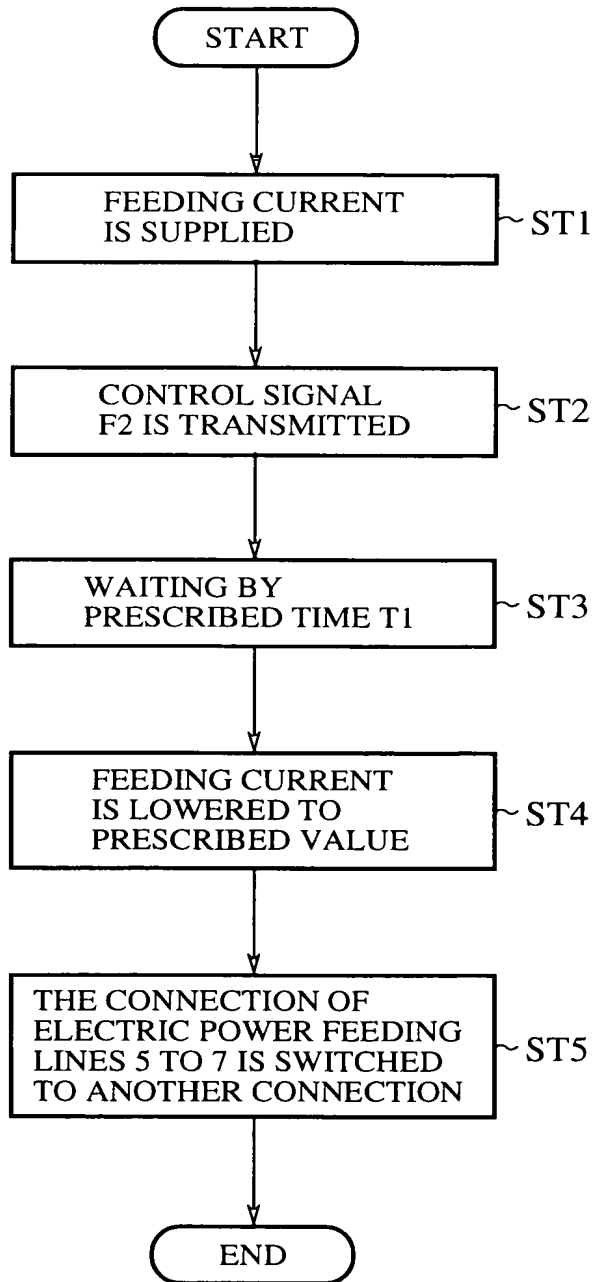 START
FEEDING CURRENT
IS SUPPLIED
ST1
CONTROL SIGNAL
F2 IS TRANSMITTED
ST2
WAITING BY
PRESCRIBED TIME T1
ST3
FEEDING CURRENT
IS LOWERED TO
PRESCRIBED VALUE
ST4
THE CONNECTION OF
ELECTRIC POWER FEEDING
LINES 5 TO 7 IS SWITCHED
TO ANOTHER CONNECTION
ST5
END